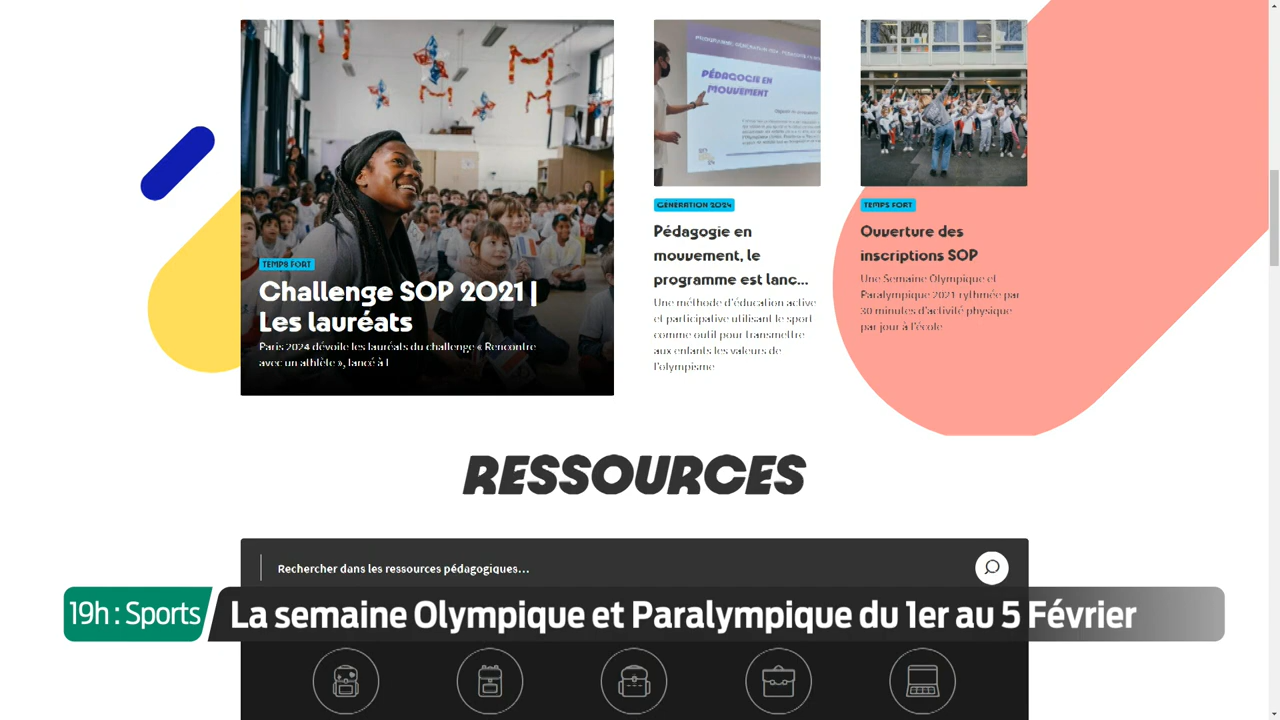 TEMPS FORT
Challenge SOP 2021 |
Les lauréats
Paris 2024 dévoile les lauréats du challenge « Rencontre
avec un athlète », lancé à l
PÉDAGOGIE EN
MOUVEMENT
GÉNÉRATION 2024
Pédagogie en
mouvement, le
programme est lanc...
Une méthode d'éducation active
et participative utilisant le sport
comme outil pour transmettre
aux enfants les valeurs de
l'olympisme
TEMPS FORT
Ouverture des
inscriptions SOP
Une Semaine Olympique et
Paralympique 2021 rythmée par
30 minutes d'activité physique
par jour à l'école
RESSOURCES
Rechercher dans les ressources pédagogiques...
19h : Sports La semaine Olympique et Paralympique du 1er au 5 Février